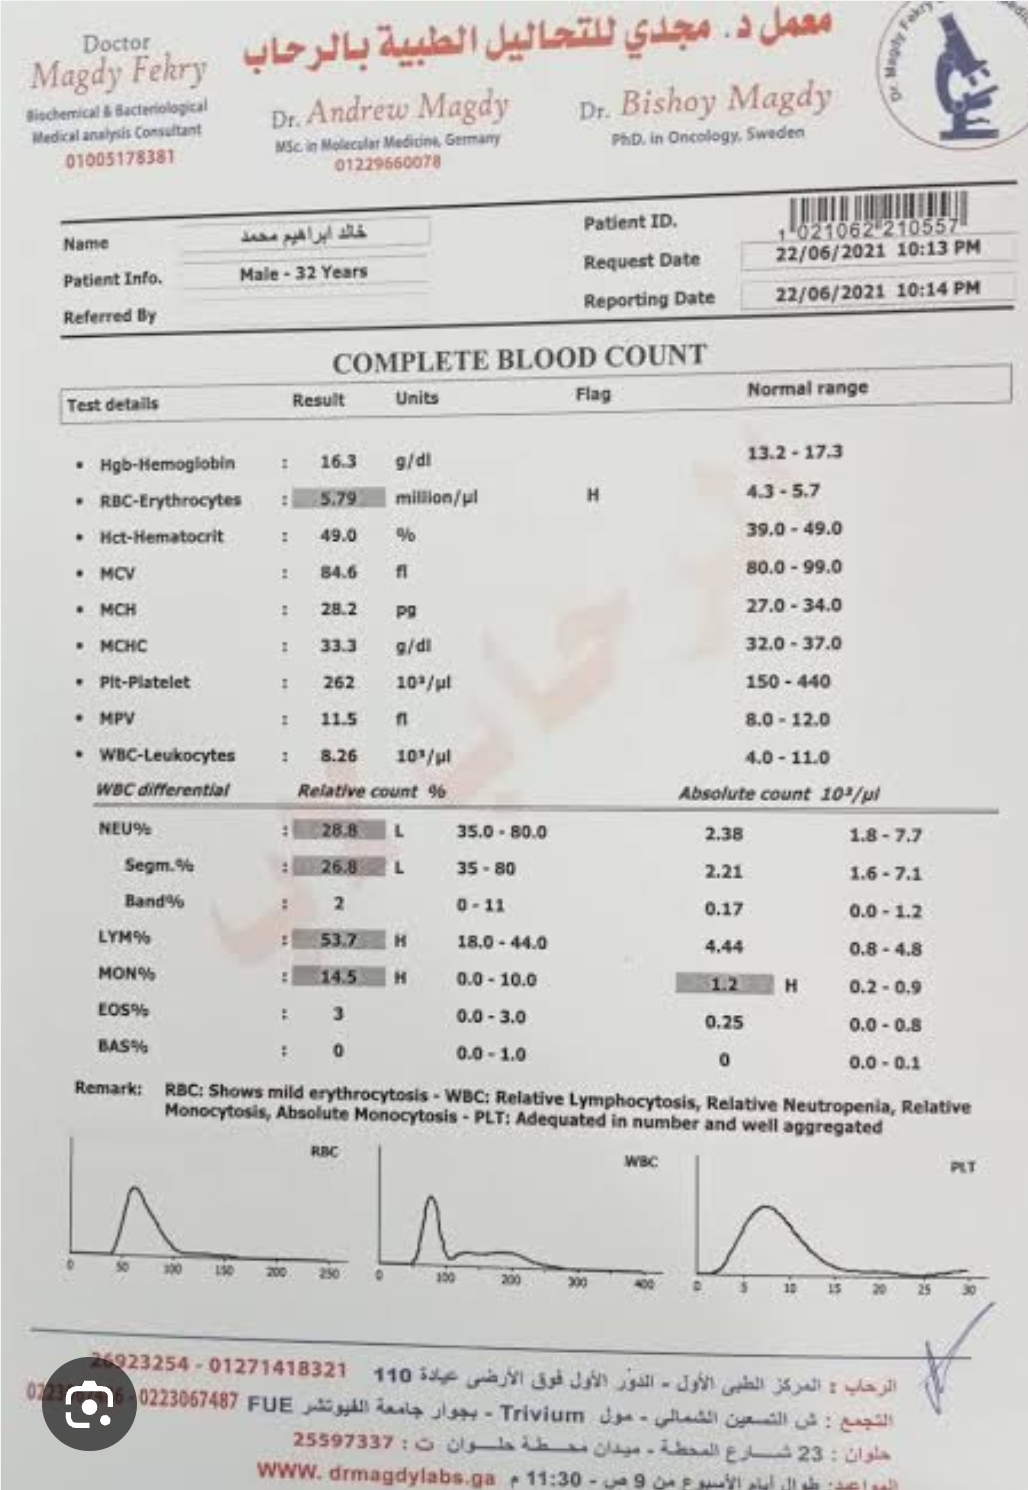 معمل د. مجدي للتحاليل الطبية بالرحاب
Doctor
Magdy Fekry
Biochemical & Bacteriological
Medical analysis Consultant
01005178381
Dr. Andrew Magdy
MSc. in Molecular Medicine, Germany
01229660078
Dr. Bishoy Magdy
PhD. in Oncology, Sweden
Dr. Magdy Fekry
Name خالد ابراهيم محمد
Patient Info. Male - 32 Years
Referred By
Patient ID. 1 021062 210557
Request Date 22/06/2021 10:13 PM
Reporting Date 22/06/2021 10:14 PM
COMPLETE BLOOD COUNT
Test details Result Units Flag Normal range
• Hgb-Hemoglobin : 16.3 g/dl 13.2 - 17.3
• RBC-Erythrocytes : 5.79 million/µl H 4.3 - 5.7
• Hct-Hematocrit : 49.0 % 39.0 - 49.0
• MCV : 84.6 fl 80.0 - 99.0
• MCH : 28.2 pg 27.0 - 34.0
• MCHC : 33.3 g/dl 32.0 - 37.0
• Plt-Platelet : 262 10³/µl 150 - 440
• MPV : 11.5 fl 8.0 - 12.0
• WBC-Leukocytes : 8.26 10³/µl 4.0 - 11.0
WBC differential Relative count % Absolute count 10³/µl
NEU% : 28.8 L 35.0 - 80.0 2.38 1.8 - 7.7
Segm.% : 26.8 L 35 - 80 2.21 1.6 - 7.1
Band% : 2 0 - 11 0.17 0.0 - 1.2
LYM% : 53.7 H 18.0 - 44.0 4.44 0.8 - 4.8
MON% : 14.5 H 0.0 - 10.0 1.2 H 0.2 - 0.9
EOS% : 3 0.0 - 3.0 0.25 0.0 - 0.8
BAS% : 0 0.0 - 1.0 0 0.0 - 0.1
Remark: RBC: Shows mild erythrocytosis - WBC: Relative Lymphocytosis, Relative Neutropenia, Relative
Monocytosis, Absolute Monocytosis - PLT: Adequated in number and well aggregated
RBC
0 50 100 150 200 250
WBC
0 100 200 300 400
PLT
0 5 10 15 20 25 30
الرحاب : المركز الطبى الأول - الدور الأول فوق الأرضى عيادة 110 26923254 - 01271418321
التجمع : ش التسعين الشمالي - مول Trivium - بجوار جامعة الفيوتشر FUE 0223067487
حلوان : 23 شارع المحطة - ميدان محطة حلوان ت : 25597337
المواعيد: طوال أيام الأسبوع من 9 ص - 11:30 م WWW. drmagdylabs.ga